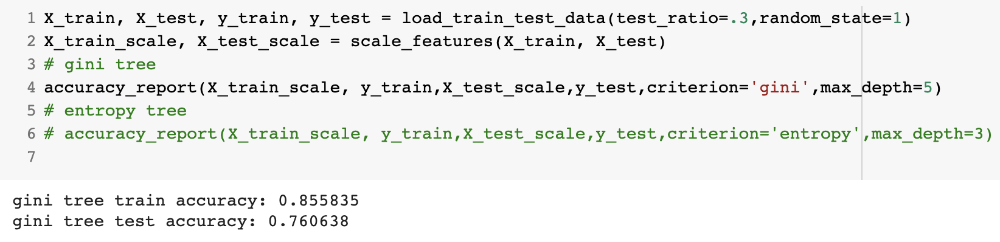 1 X_train, X_test, y_train, y_test = load_train_test_data(test_ratio=.3,random_state=1)
2 X_train_scale, X_test_scale = scale_features(X_train, X_test)
3 # gini tree
4 accuracy_report(X_train_scale, y_train,X_test_scale,y_test,criterion='gini',max_depth=5)
5 # entropy tree
6 # accuracy_report(X_train_scale, y_train,X_test_scale,y_test,criterion='entropy',max_depth=3)
7
gini tree train accuracy: 0.855835
gini tree test accuracy: 0.760638